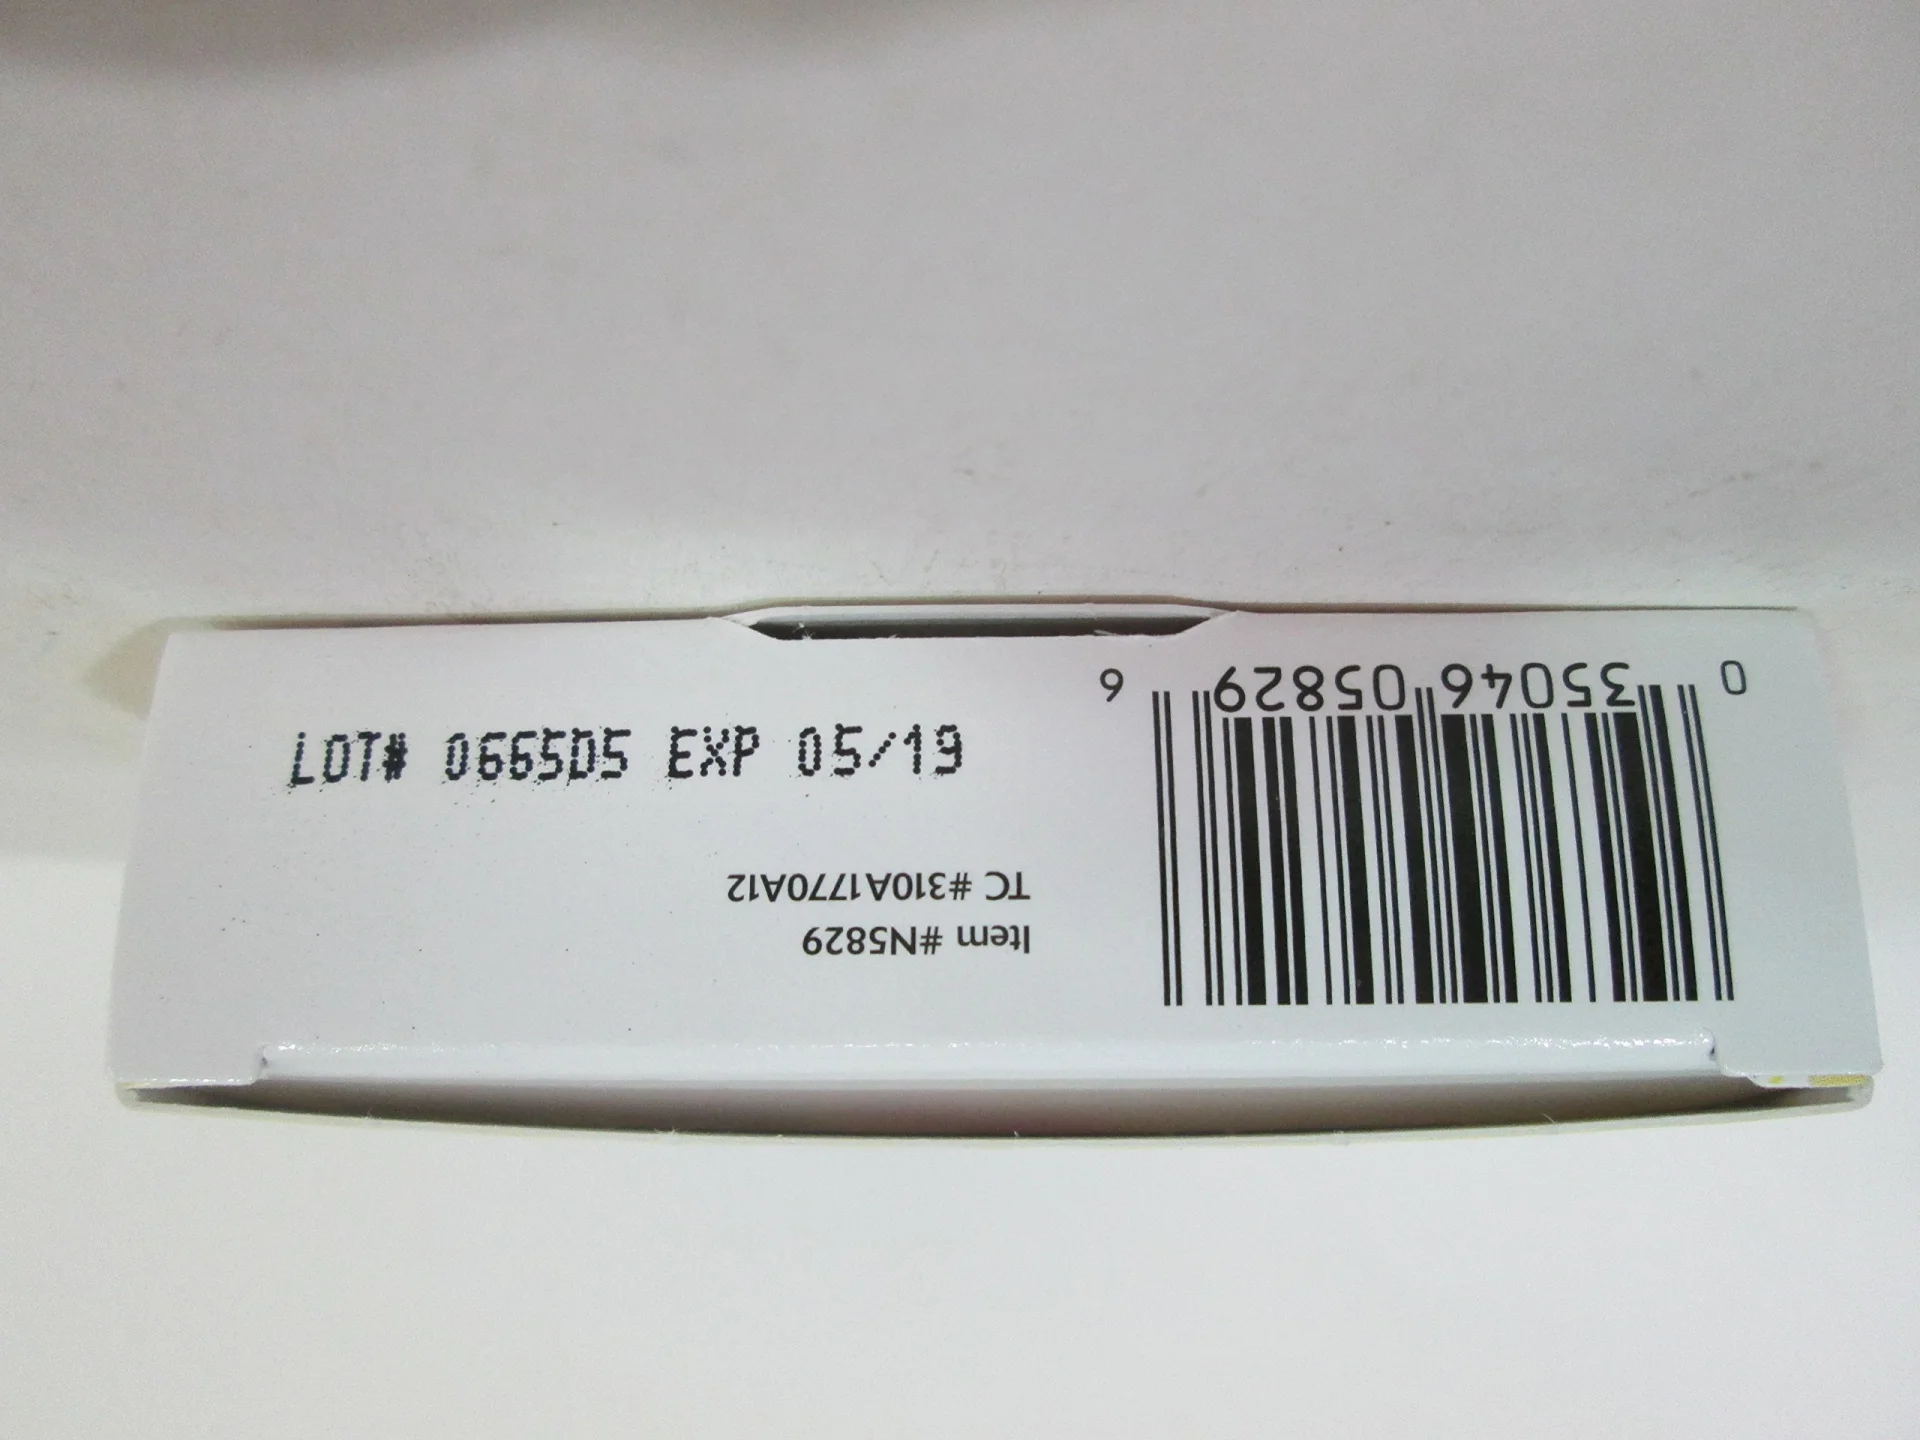 LOT# 0665D5 EXP 05/19
Item #N5829
TC #310A1770A12
0 35046 05829 6